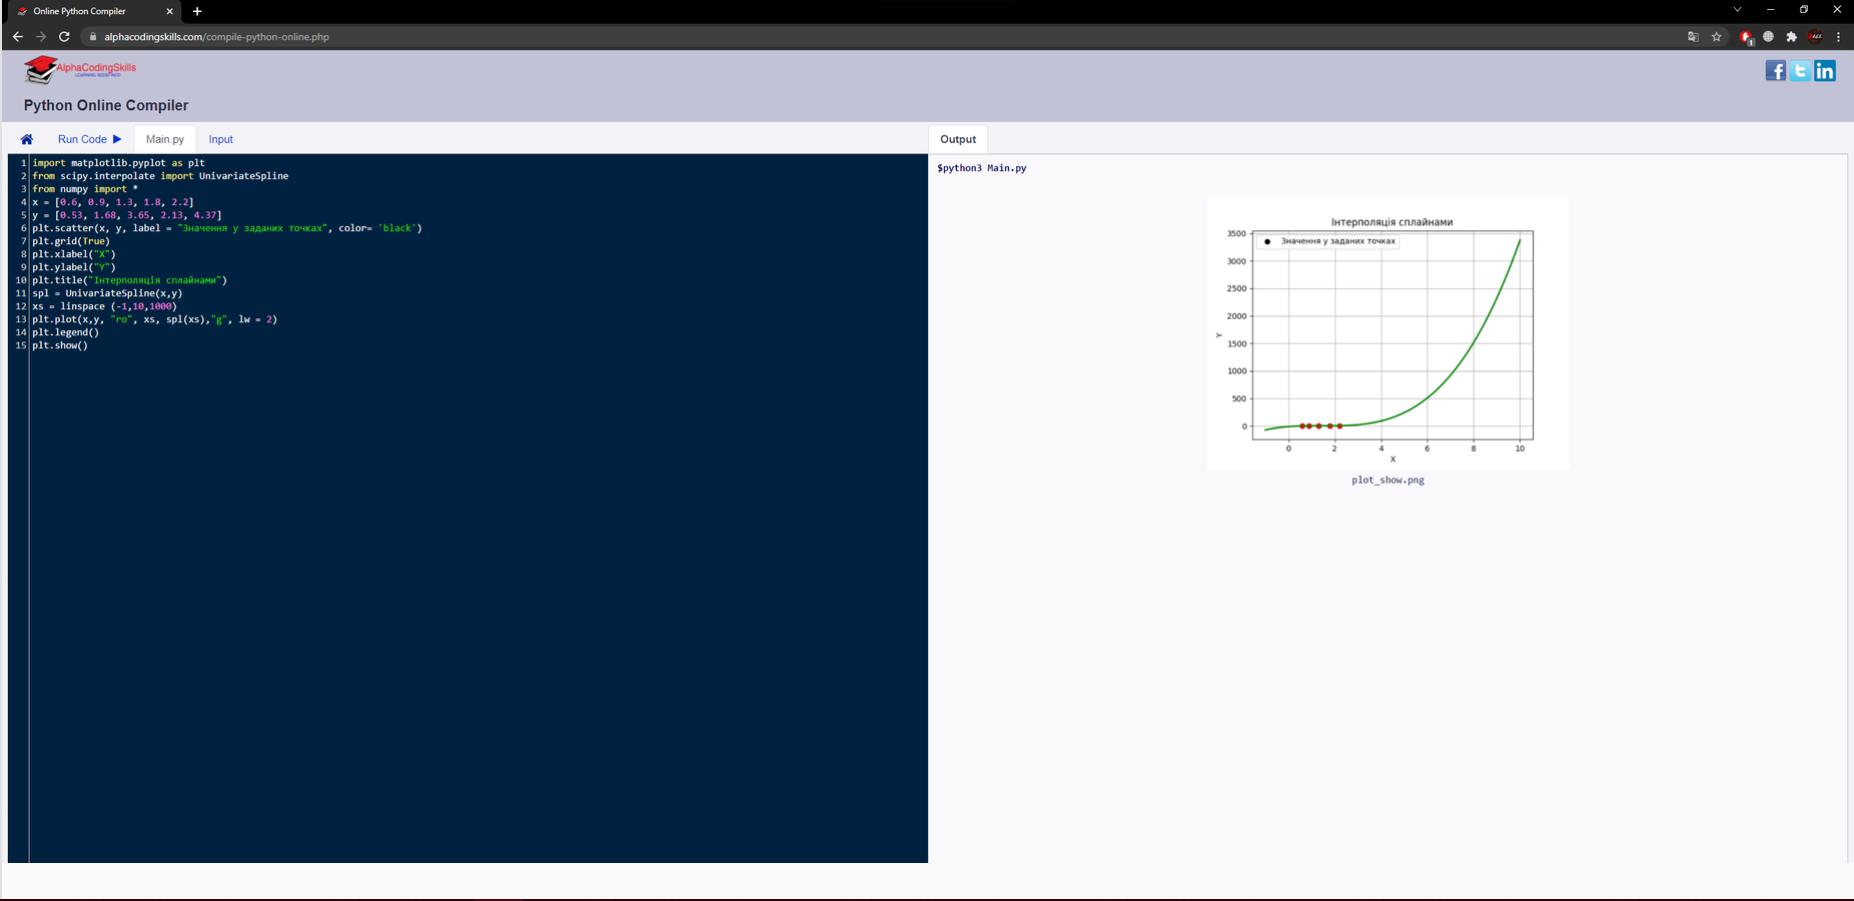 Online Python Compiler
alphacodingskills.com/compile-python-online.php
AlphaCodingSkills
Python Online Compiler
Run Code
Main.py
Input
Output
1 import matplotlib.pyplot as plt
2 from scipy.interpolate import UnivariateSpline
3 from numpy import *
4 x = [0.6, 0.9, 1.3, 1.8, 2.2]
5 y = [0.53, 1.68, 3.65, 2.13, 4.37]
6 plt.scatter(x, y, label = "Значення у заданих точках", color= 'black')
7 plt.grid(True)
8 plt.xlabel("X")
9 plt.ylabel("Y")
10 plt.title("Інтерполяція сплайнами")
11 spl = UnivariateSpline(x,y)
12 xs = linspace (-1,10,1000)
13 plt.plot(x,y, "ro", xs, spl(xs),"g", lw = 2)
14 plt.legend()
15 plt.show()
$python3 Main.py
Інтерполяція сплайнами
Значення у заданих точках
3500
3000
2500
2000
1500
1000
500
0
Y
0 2 4 6 8 10
X
plot_show.png